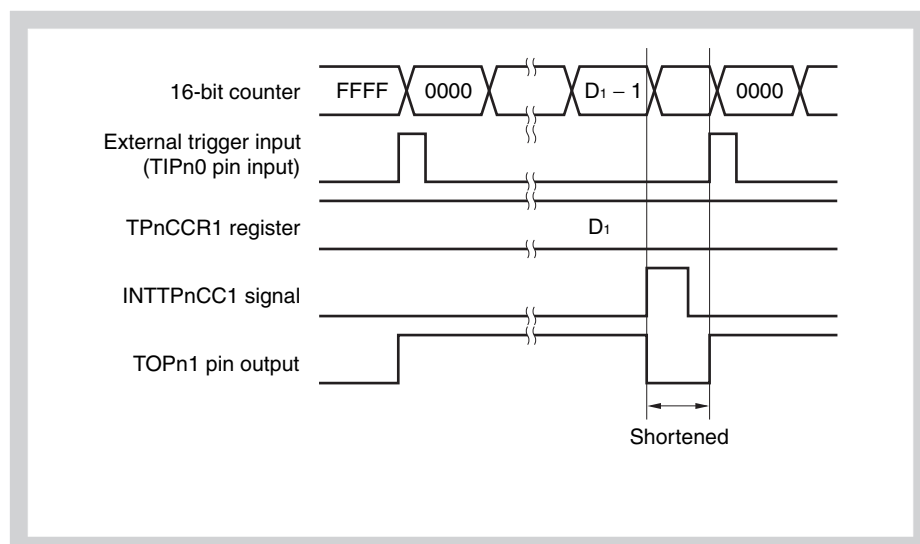 16-bit counter FFFF 0000 D₁ – 1 0000
External trigger input
(TIPn0 pin input)
TPnCCR1 register D₁
INTTPnCC1 signal
TOPn1 pin output
Shortened